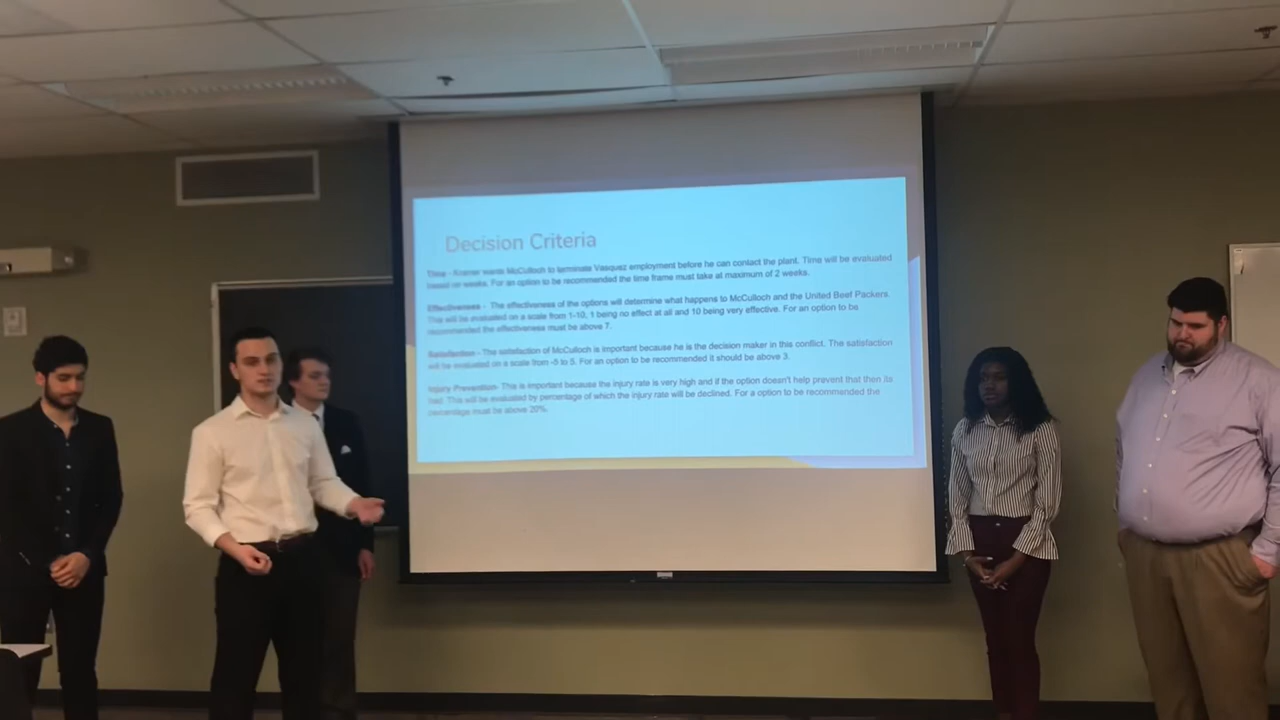 Decision Criteria
Time - Kramer wants McCulloch to terminate Vasquez employment before he can contact the plant. Time will be evaluated
based on weeks. For an option to be recommended the time frame must take at maximum of 2 weeks.
Effectiveness - The effectiveness of the options will determine what happens to McCulloch and the United Beef Packers.
This will be evaluated on a scale from 1-10, 1 being no effect at all and 10 being very effective. For an option to be
recommended the effectiveness must be above 7.
Satisfaction - The satisfaction of McCulloch is important because he is the decision maker in this conflict. The satisfaction
will be evaluated on a scale from -5 to 5. For an option to be recommended it should be above 3.
Injury Prevention- This is important because the injury rate is very high and if the option doesn't help prevent that then its
bad. This will be evaluated by percentage of which the injury rate will be declined. For a option to be recommended the
percentage must be above 20%.